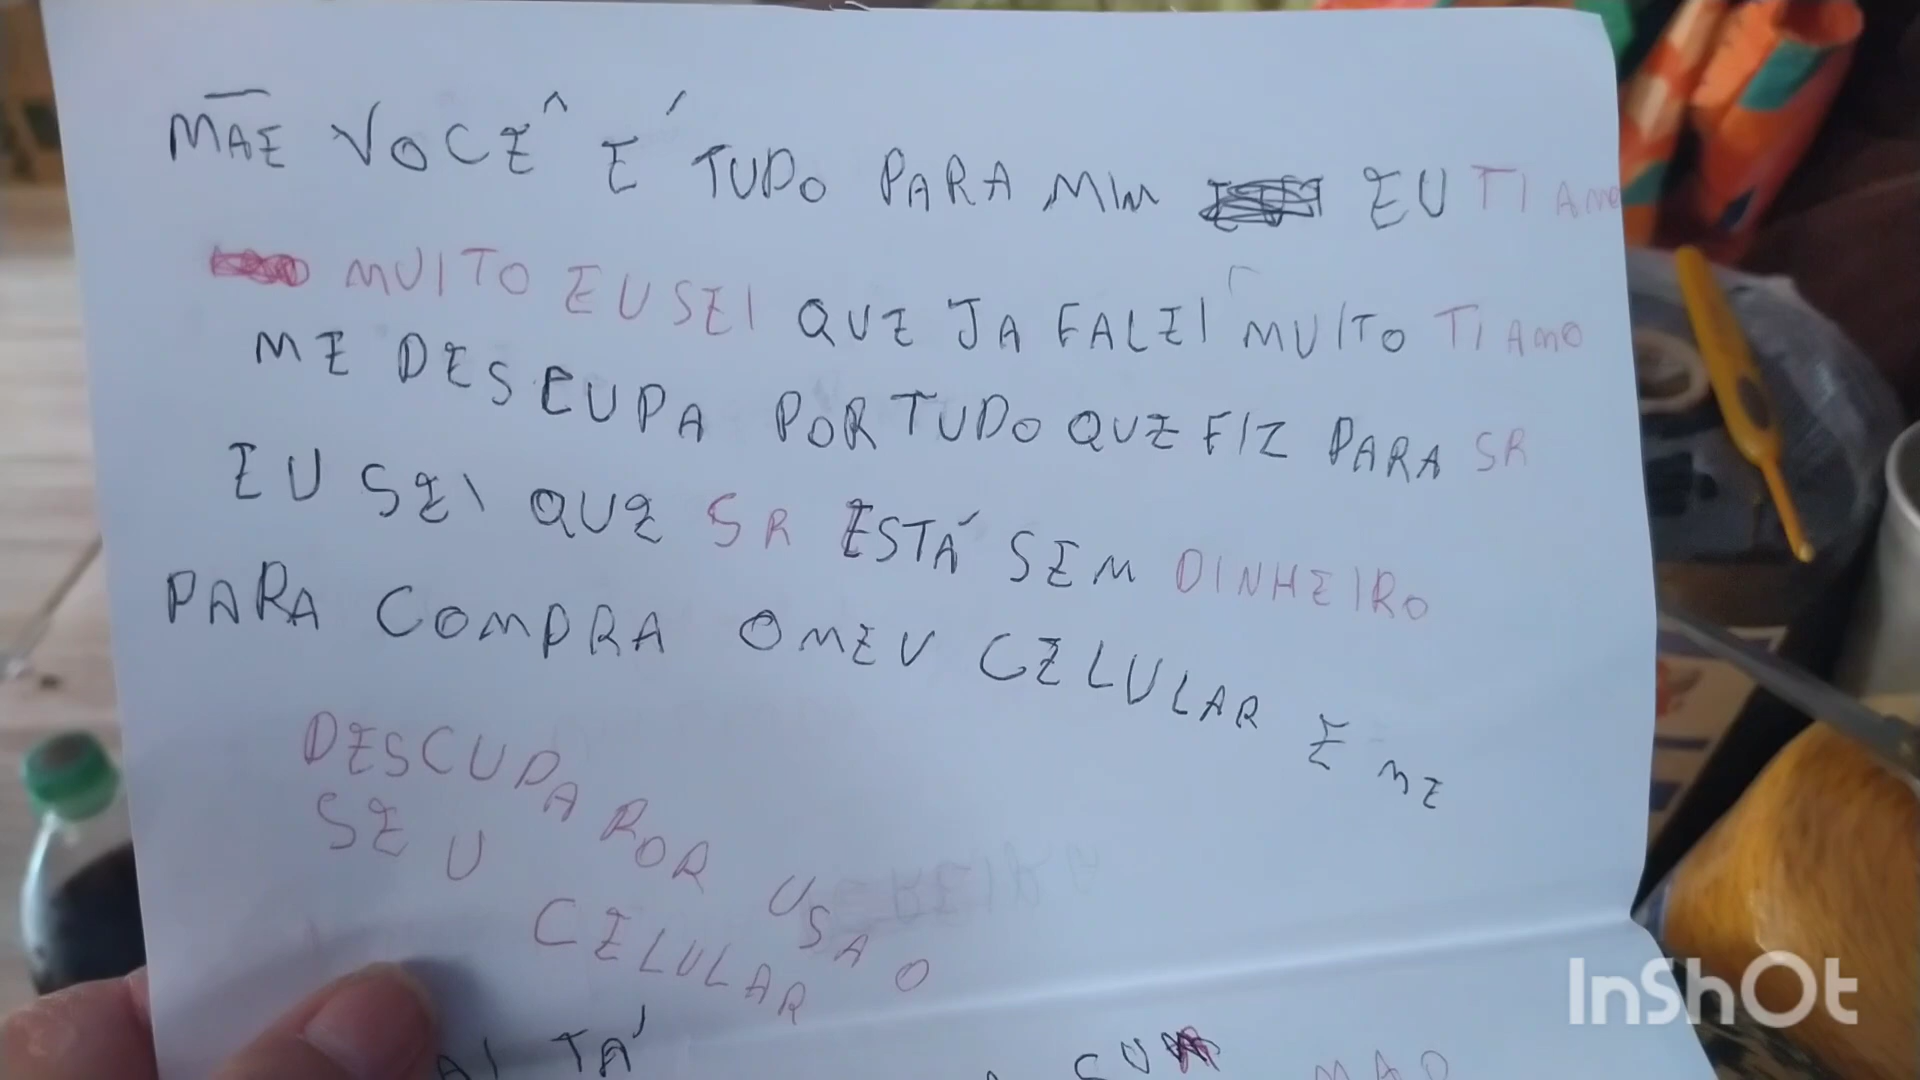 MÃE VOCÊ É TUDO PARA MIM EU TI AMO
MUITO EU SEI QUE JA FALEI MUITO TI AMO
ME DESCUPA POR TUDO QUE FIZ PARA SR
EU SEI QUE SR ESTÁ SEM DINHEIRO
PARA COMPRA O MEU CELULAR E ME
DESCUPA POR USA O
SEU CELULAR
TÁ
InShOt